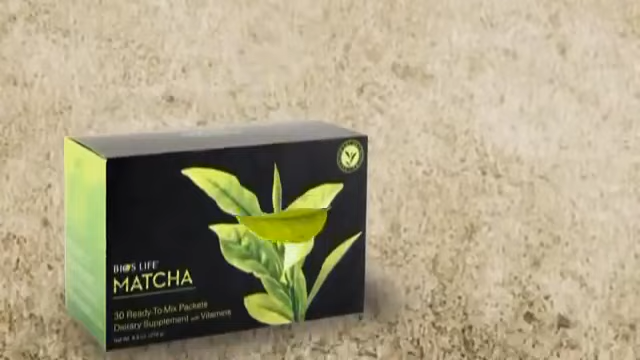 BIOS LIFE
MATCHA
30 Ready-To-Mix Packets
Dietary Supplement with Vitamins